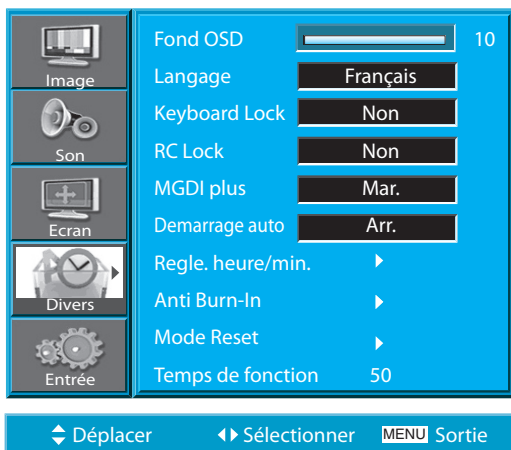 Image
Son
Ecran
Divers
Entrée
Fond OSD 10
Langage Français
Keyboard Lock Non
RC Lock Non
MGDI plus Mar.
Demarrage auto Arr.
Regle. heure/min.
Anti Burn-In
Mode Reset
Temps de fonction 50
Déplacer Sélectionner MENU Sortie